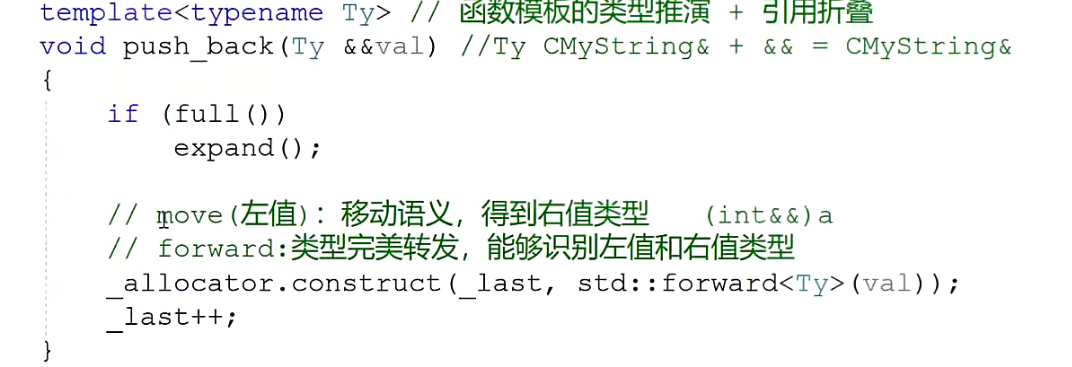 template<typename Ty> // 函数模板的类型推演 + 引用折叠
void push_back(Ty &&val) //Ty CMyString& + && = CMyString&
{
if (full())
expand();
// move(左值): 移动语义, 得到右值类型 (int&&)a
// forward:类型完美转发, 能够识别左值和右值类型
_allocator.construct(_last, std::forward<Ty>(val));
_last++;
}